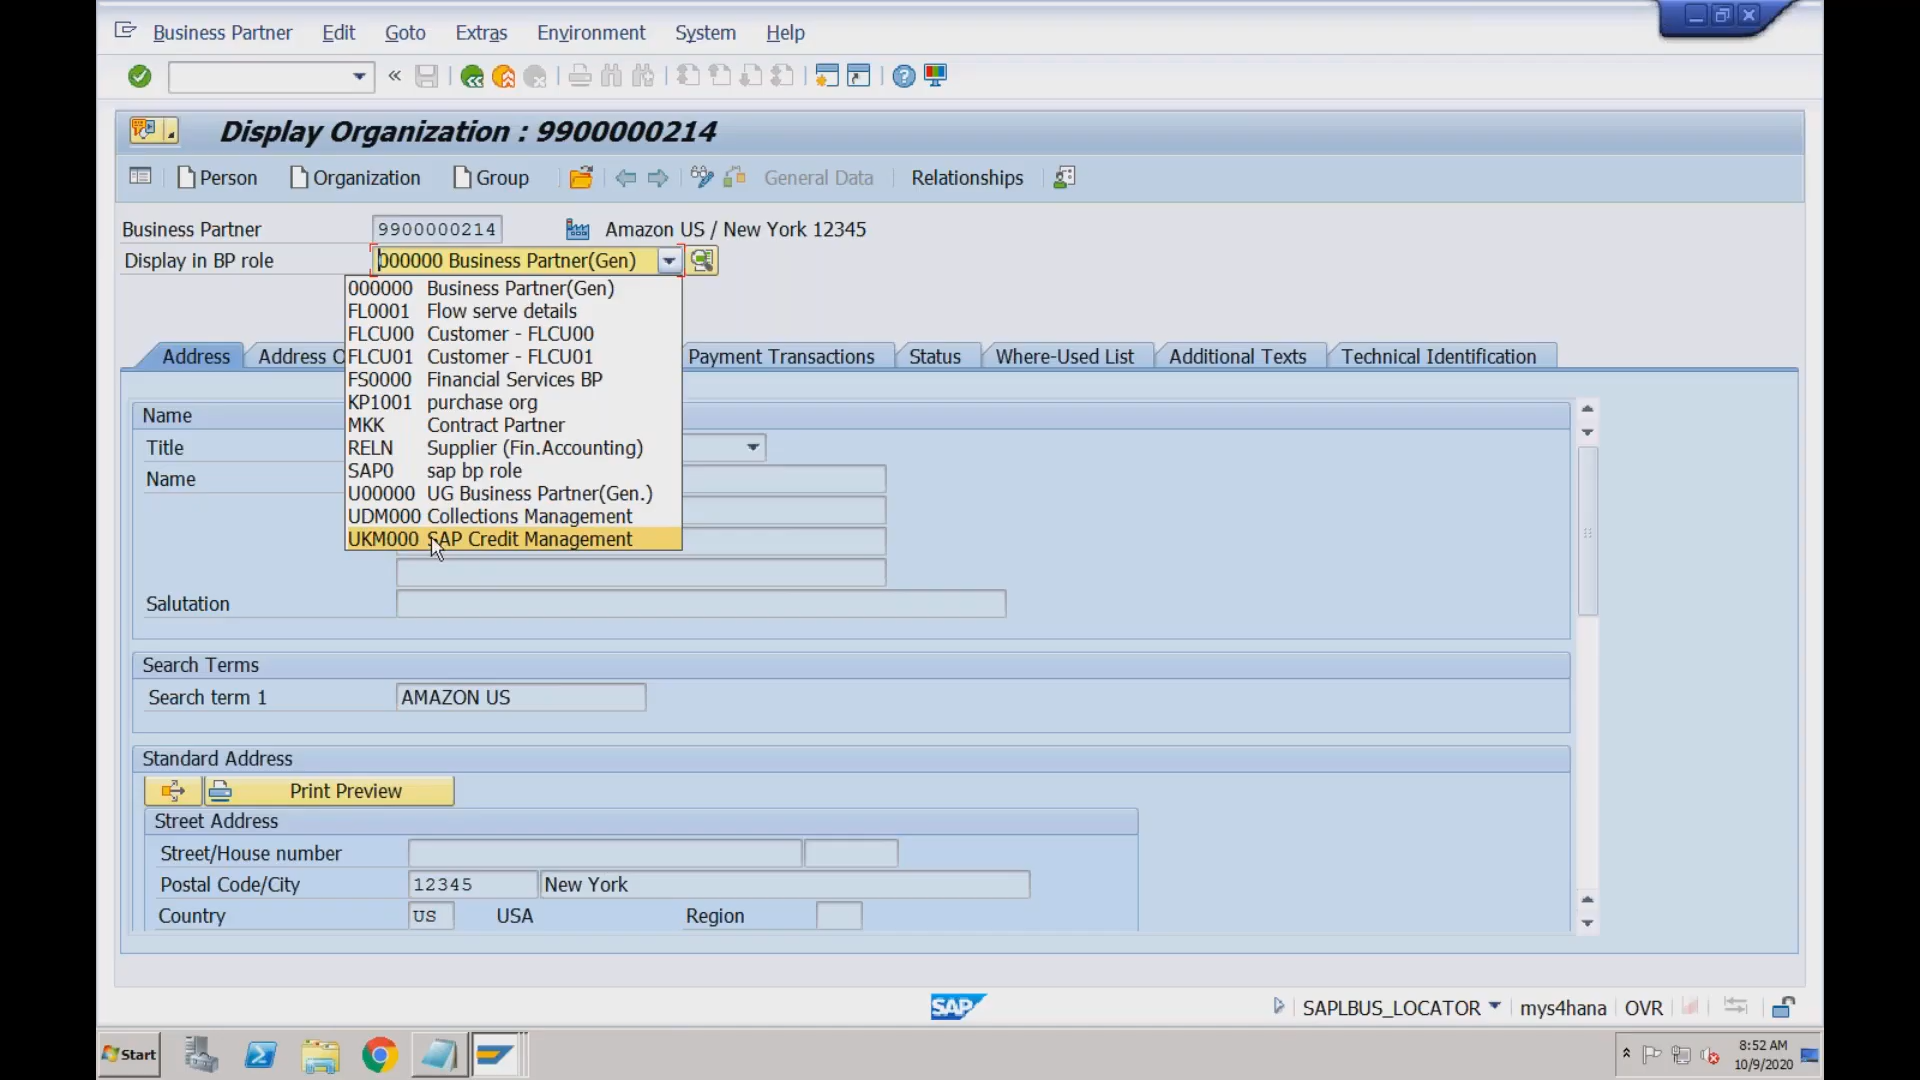 Business Partner Edit Goto Extras Environment System Help
«
Display Organization : 9900000214
Person Organization Group General Data Relationships
Business Partner 9900000214 Amazon US / New York 12345
Display in BP role 000000 Business Partner(Gen)
000000 Business Partner(Gen)
FL0001 Flow serve details
FLCU00 Customer - FLCU00
FLCU01 Customer - FLCU01
FS0000 Financial Services BP
KP1001 purchase org
MKK Contract Partner
RELN Supplier (Fin.Accounting)
SAP0 sap bp role
U00000 UG Business Partner(Gen.)
UDM000 Collections Management
UKM000 SAP Credit Management
Address Address O Payment Transactions Status Where-Used List Additional Texts Technical Identification
Name
Title
Name
Salutation
Search Terms
Search term 1 AMAZON US
Standard Address
Print Preview
Street Address
Street/House number
Postal Code/City 12345 New York
Country US USA Region
SAP SAPLBUS_LOCATOR mys4hana OVR
Start 8:52 AM
10/9/2020